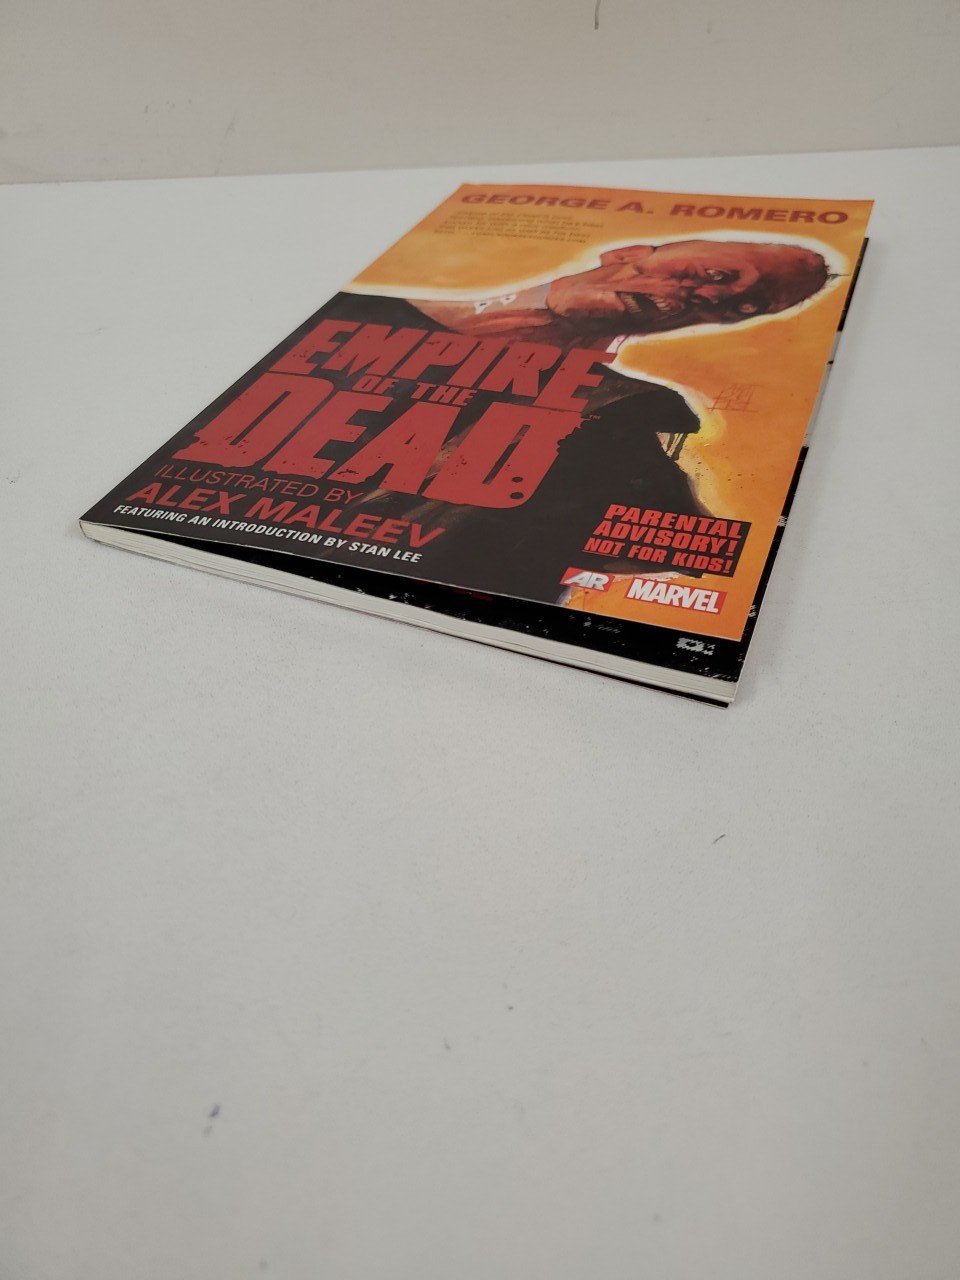 GEORGE A. ROMERO
EMPIRE
OF THE
DEAD™
ILLUSTRATED BY
ALEX MALEEV
FEATURING AN INTRODUCTION BY STAN LEE
PARENTAL
ADVISORY!
NOT FOR KIDS!
AR MARVEL